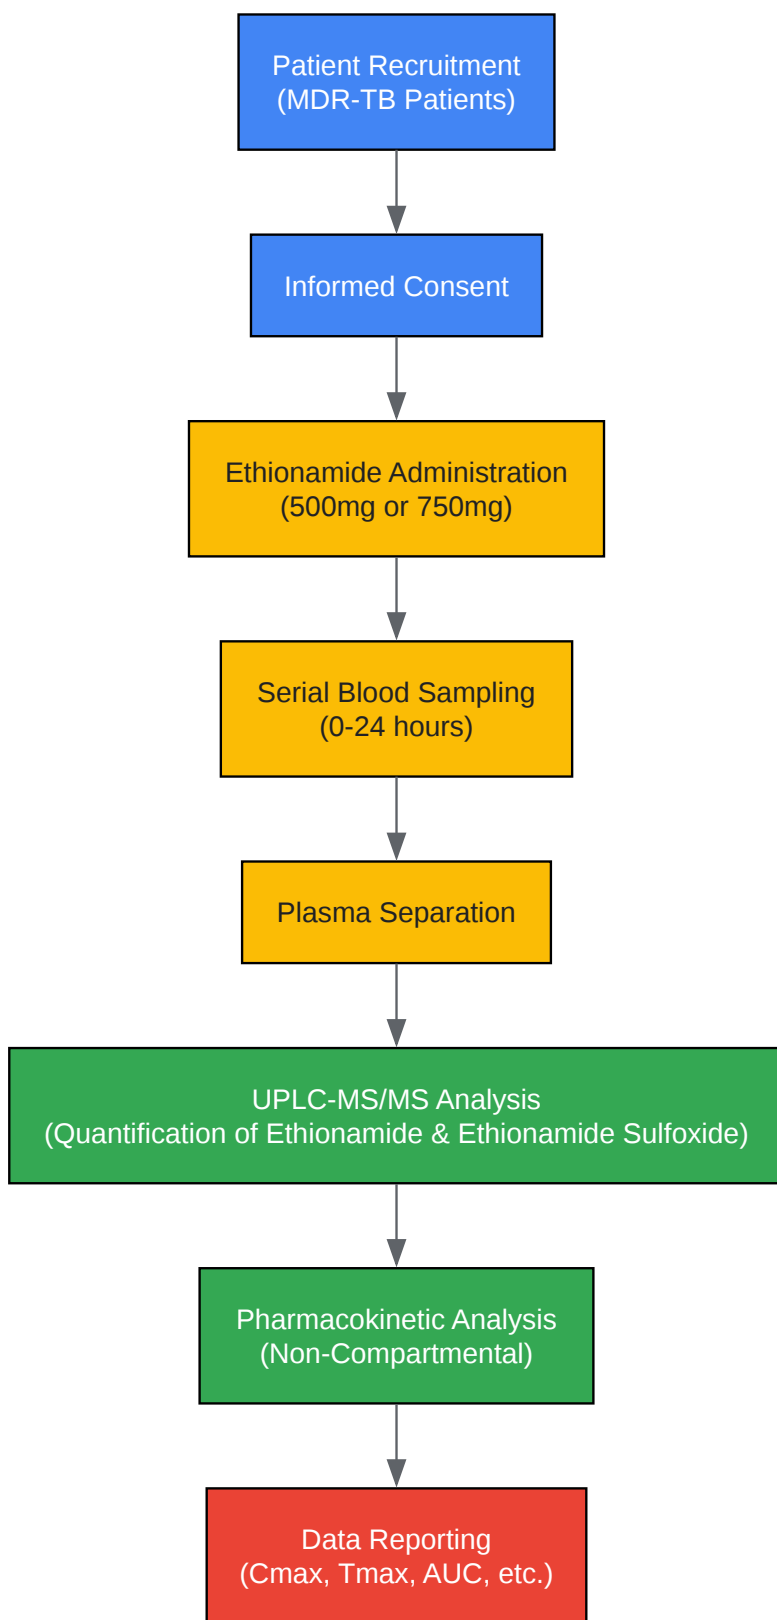 Patient Recruitment
(MDR-TB Patients)
Informed Consent
Ethionamide Administration
(500mg or 750mg)
Serial Blood Sampling
(0-24 hours)
Plasma Separation
UPLC-MS/MS Analysis
(Quantification of Ethionamide & Ethionamide Sulfoxide)
Pharmacokinetic Analysis
(Non-Compartmental)
Data Reporting
(Cmax, Tmax, AUC, etc.)